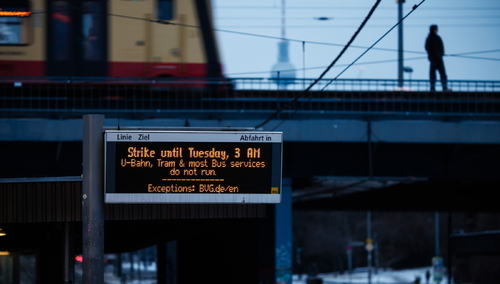 Linie Ziel Abfahrt in
Strike until Tuesday, 3 AM
U-Bahn, Tram & most Bus services
do not run.
--------------
Exceptions: BVG.de/en